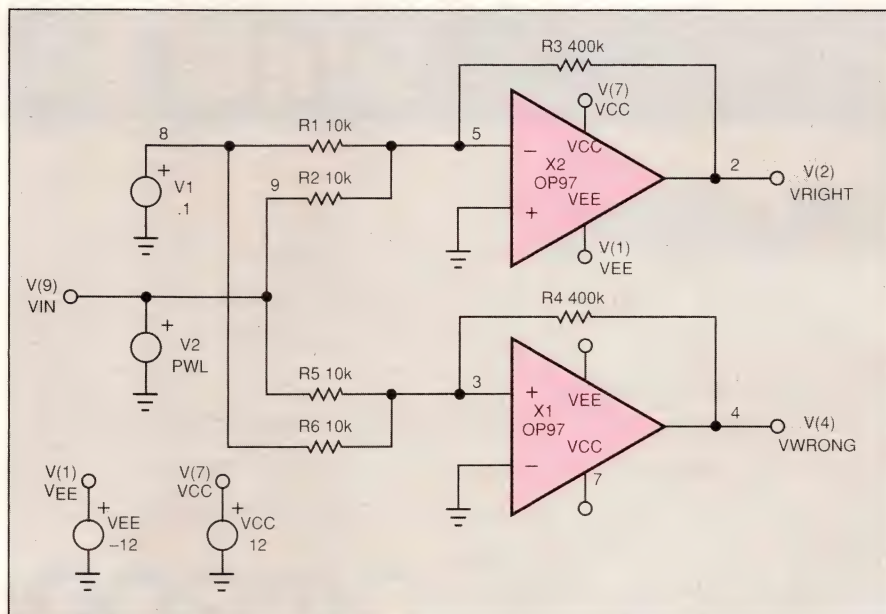 R3 400k
V(7)
VCC
8
R1 10k
5
−
VCC
X2
OP97
2
V(2)
VRIGHT
+
V1
.1
R2 10k
9
VEE
+
V(1)
VEE
V(9)
VIN
R4 400k
+
V2
PWL
R5 10k
3
+
VEE
X1
OP97
4
V(4)
VWRONG
R6 10k
VCC
−
7
V(1)
VEE
V(7)
VCC
+
VEE
−12
+
VCC
12